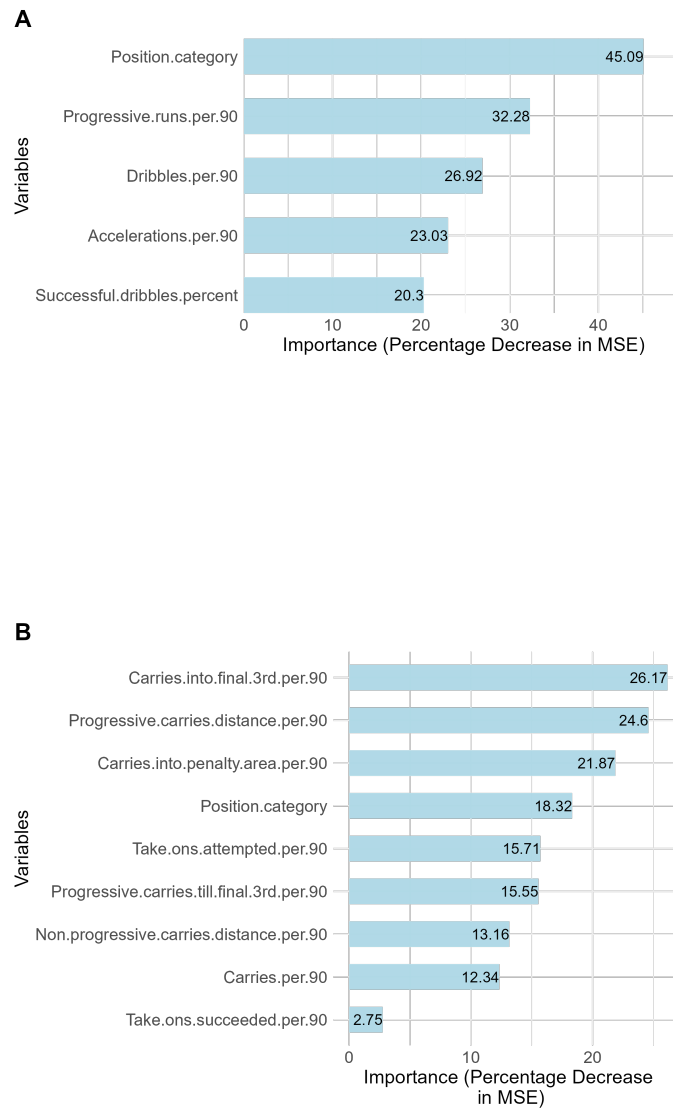 A
Variables
Position.category
45.09
Progressive.runs.per.90
32.28
Dribbles.per.90
26.92
Accelerations.per.90
23.03
Successful.dribbles.percent
20.3
0 10 20 30 40
Importance (Percentage Decrease in MSE)
B
Variables
Carries.into.final.3rd.per.90
26.17
Progressive.carries.distance.per.90
24.6
Carries.into.penalty.area.per.90
21.87
Position.category
18.32
Take.ons.attempted.per.90
15.71
Progressive.carries.till.final.3rd.per.90
15.55
Non.progressive.carries.distance.per.90
13.16
Carries.per.90
12.34
Take.ons.succeeded.per.90
2.75
0 10 20
Importance (Percentage Decrease
in MSE)